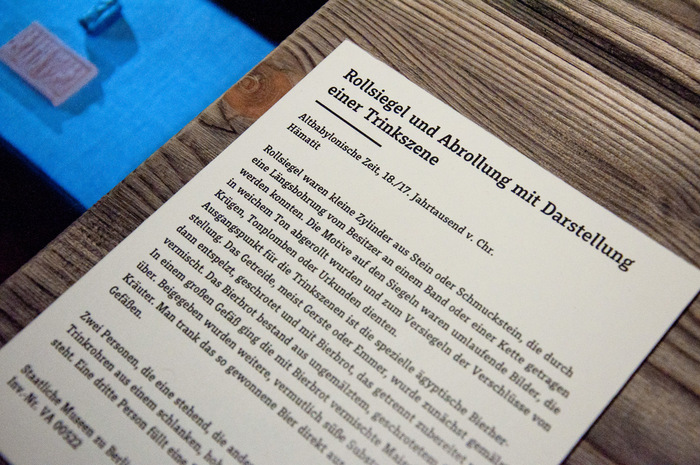 Rollsiegel und Abrollung mit Darstellung
einer Trinkszene
Altbabylonische Zeit, 18./17. Jahrtausend v. Chr.
Hämatit
Rollsiegel waren kleine Zylinder aus Stein oder Schmuckstein, die durch
eine Längsbohrung vom Besitzer an einem Band oder einer Kette getragen
werden konnten. Die Motive auf den Siegeln waren umlaufende Bilder, die
in weichem Ton abgerollt wurden und zum Versiegeln der Verschlüsse von
Krügen, Tonplomben oder Urkunden dienten.
Ausgangspunkt für die Trinkszenen ist die spezielle ägyptische Bierher-
stellung. Das Getreide, meist Gerste oder Emmer, wurde zunächst gemälz
dann entspelzt, geschrotet und mit Bierbrot, das getrennt zubereitet
vermischt. Das Bierbrot bestand aus ungemälztem, geschrotetem
In einem großen Gefäß ging die mit Bierbrot vermischte
über. Beigegeben wurden weitere, vermutlich süße
Kräuter. Man trank das so gewonnene Bier direkt aus
Gefäßen.
Zwei Personen, die eine stehend, die
Trinkrohren aus einem schlanken,
steht. Eine dritte Person füllt eine
Staatliche Museen zu
Inv.-Nr. VA 00522